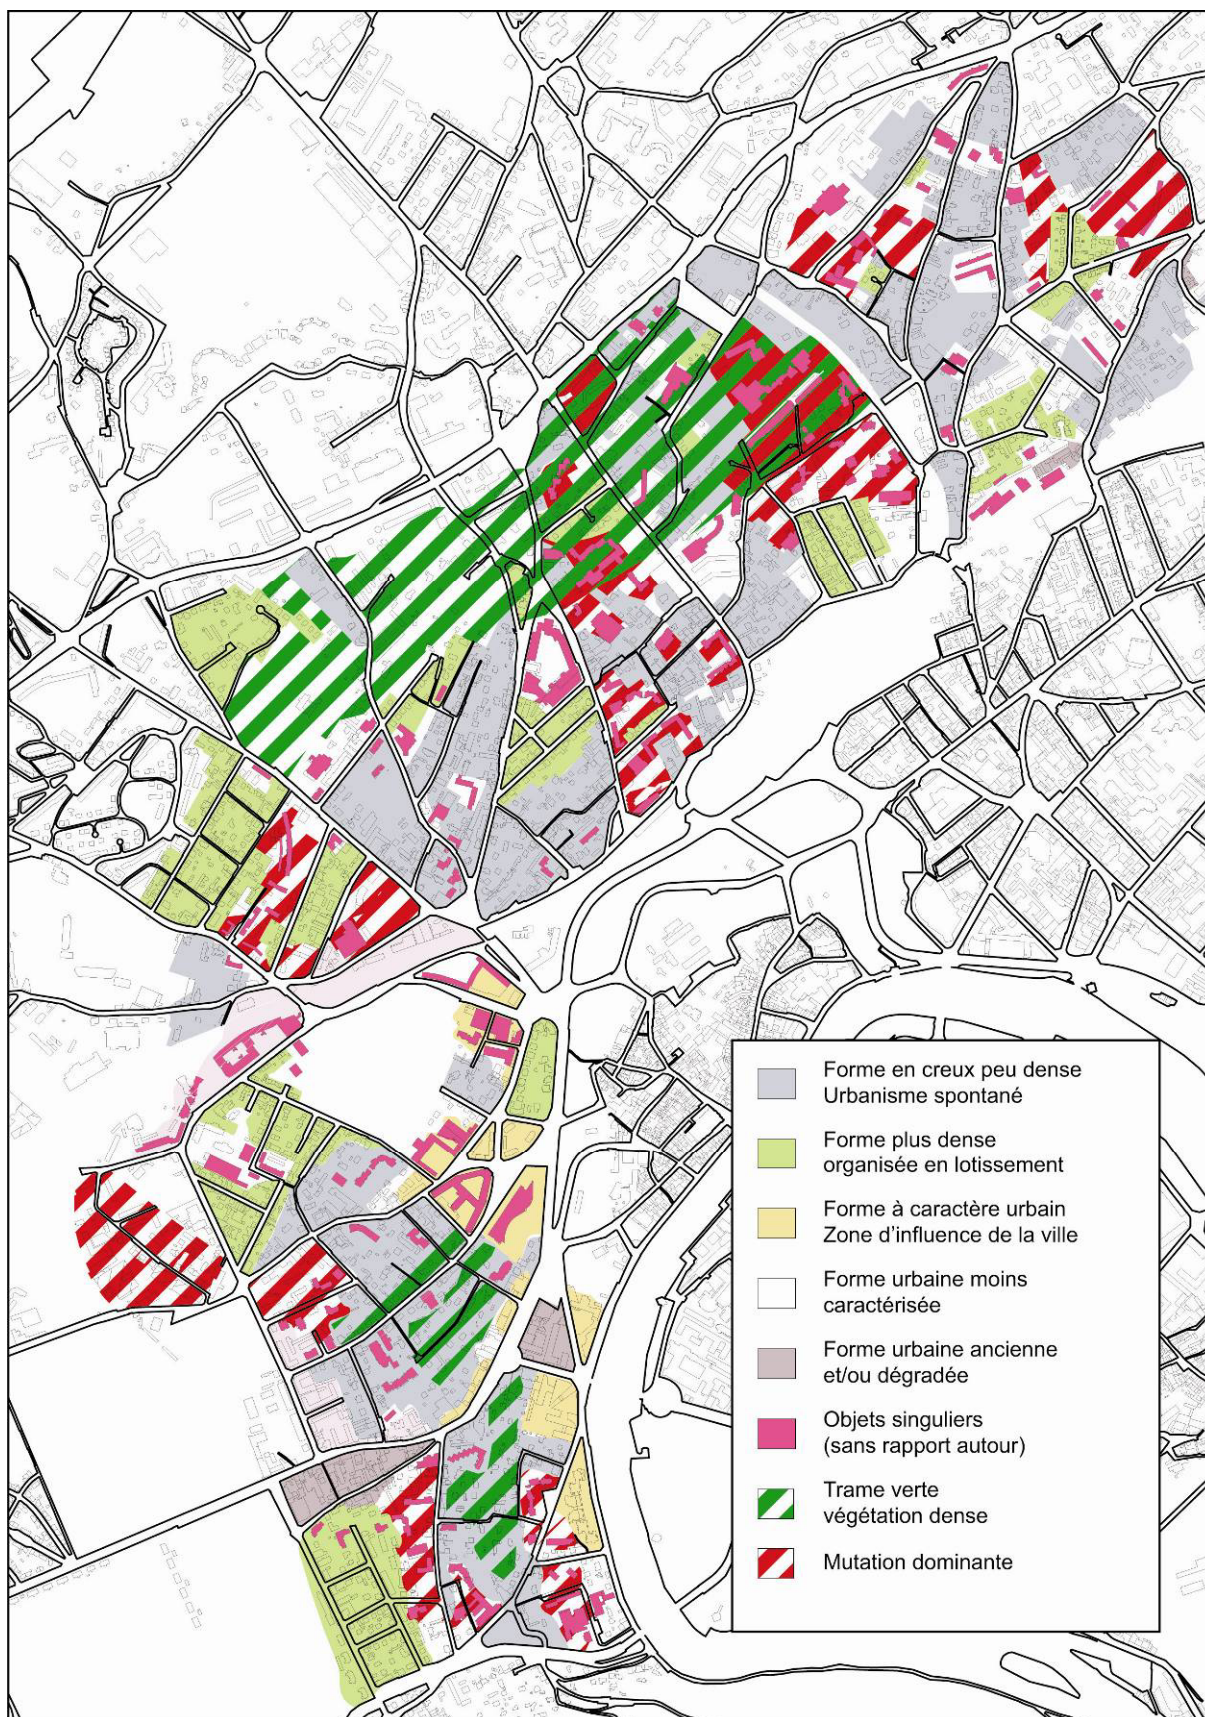 Forme en creux peu dense
Urbanisme spontané
Forme plus dense
organisée en lotissement
Forme à caractère urbain
Zone d'influence de la ville
Forme urbaine moins
caractérisée
Forme urbaine ancienne
et/ou dégradée
Objets singuliers
(sans rapport autour)
Trame verte
végétation dense
Mutation dominante